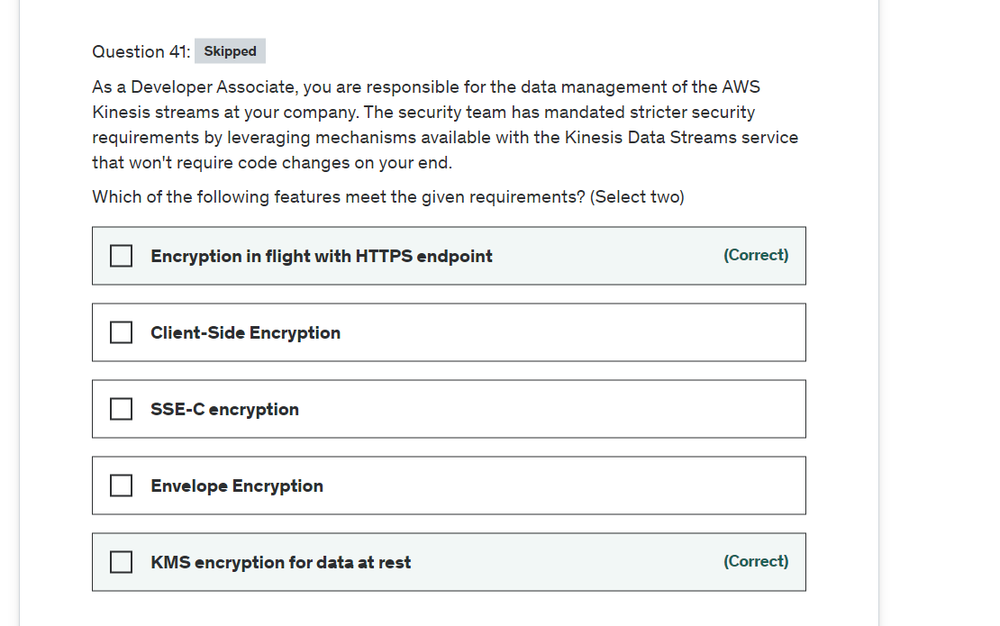 Question 41: Skipped
As a Developer Associate, you are responsible for the data management of the AWS
Kinesis streams at your company. The security team has mandated stricter security
requirements by leveraging mechanisms available with the Kinesis Data Streams service
that won't require code changes on your end.
Which of the following features meet the given requirements? (Select two)
Encryption in flight with HTTPS endpoint (Correct)
Client-Side Encryption
SSE-C encryption
Envelope Encryption
KMS encryption for data at rest (Correct)